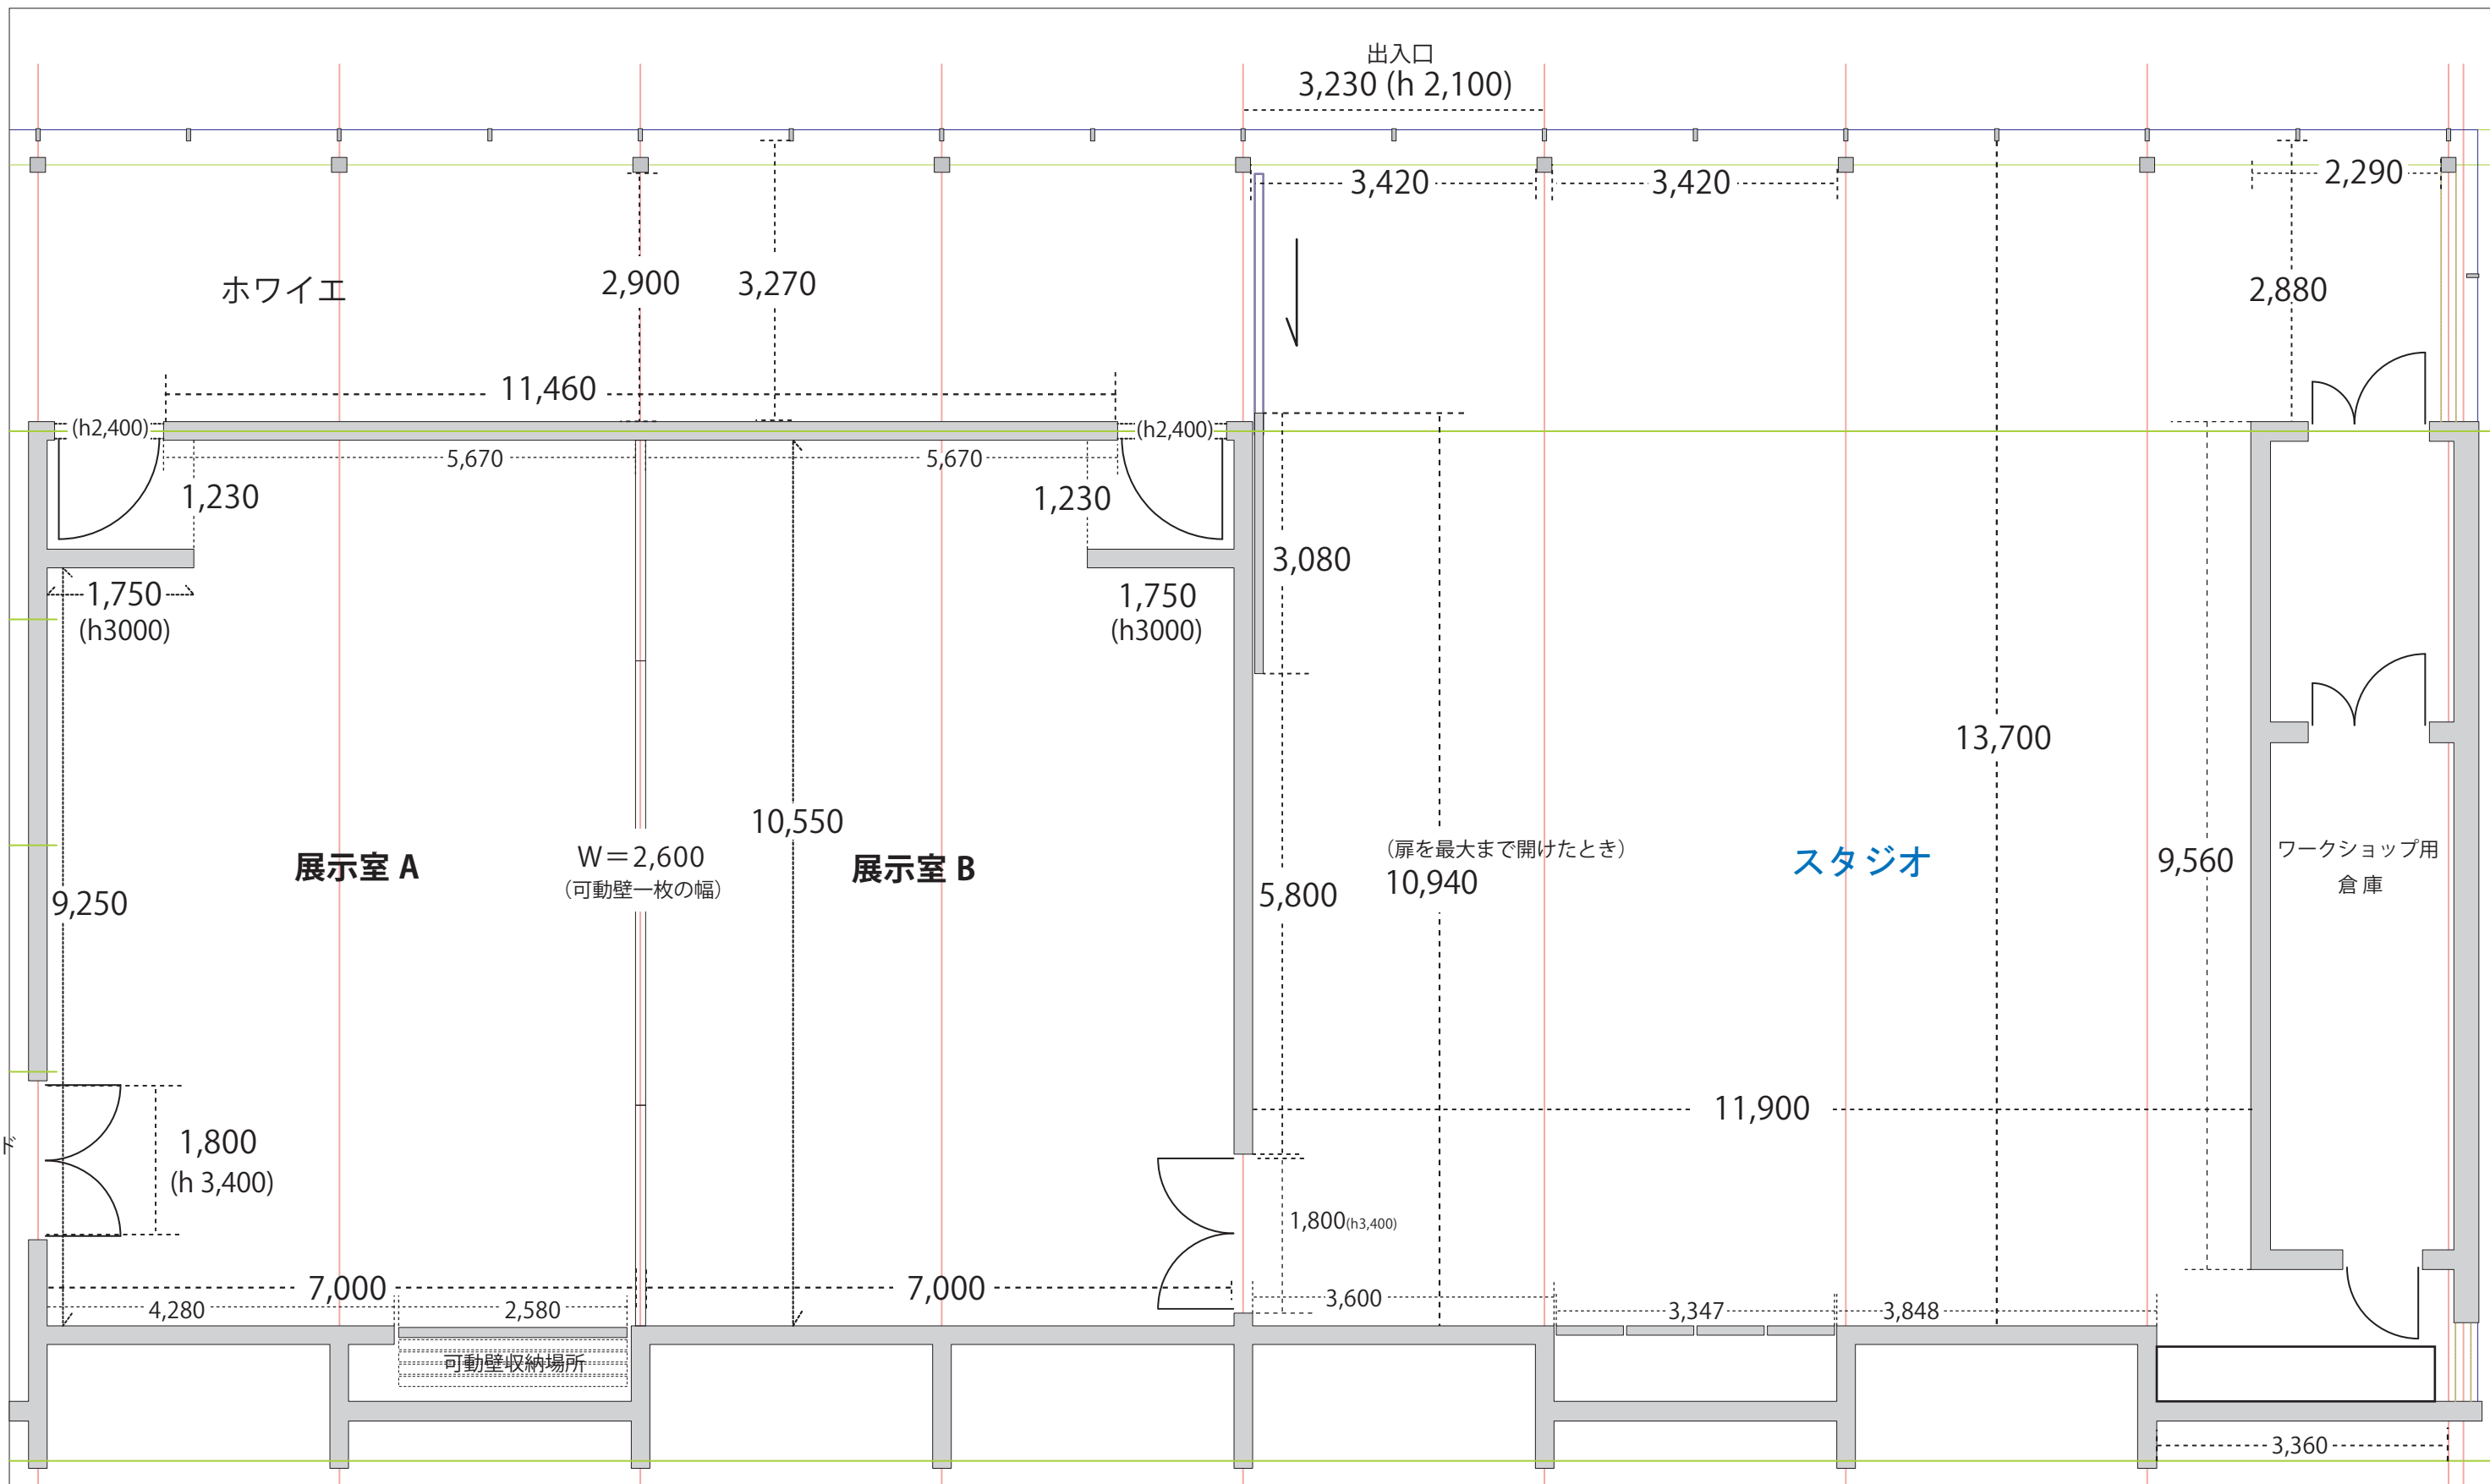 出入口
3,230 (h 2,100)
3,420
3,420
2,290
ホワイエ
2,900
3,270
2,880
11,460
(h2,400)
(h2,400)
5,670
5,670
1,230
1,230
3,080
1,750
(h3000)
1,750
(h3000)
13,700
10,550
展示室 A
W＝2,600
（可動壁一枚の幅）
展示室 B
（扉を最大まで開けたとき）
10,940
スタジオ
9,560
ワークショップ用
倉 庫
9,250
5,800
11,900
ド
1,800
(h 3,400)
1,800(h3,400)
7,000
7,000
4,280
2,580
3,600
3,347
3,848
可動壁収納場所
3,360